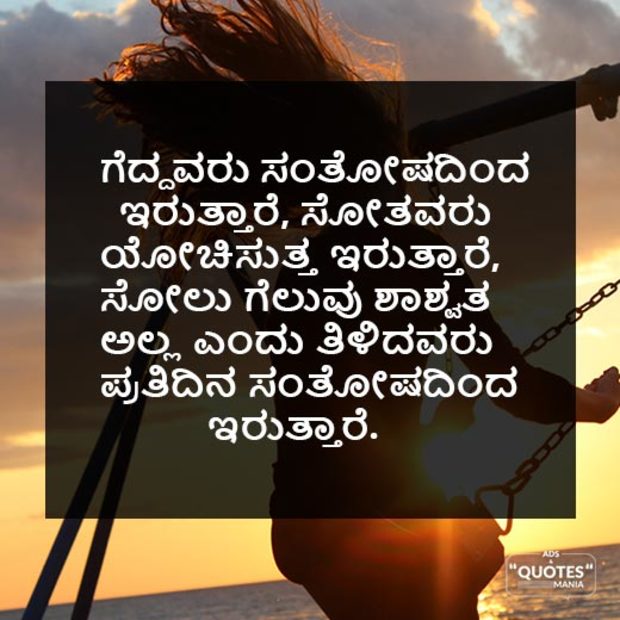 ಗೆದ್ದವರು ಸಂತೋಷದಿಂದ
ಇರುತ್ತಾರೆ, ಸೋತವರು
ಯೋಚಿಸುತ್ತ ಇರುತ್ತಾರೆ,
ಸೋಲು ಗೆಲುವು ಶಾಶ್ವತ
ಅಲ್ಲ ಎಂದು ತಿಳಿದವರು
ಪ್ರತಿದಿನ ಸಂತೋಷದಿಂದ
ಇರುತ್ತಾರೆ.
ADS
"QUOTES"
MANIA